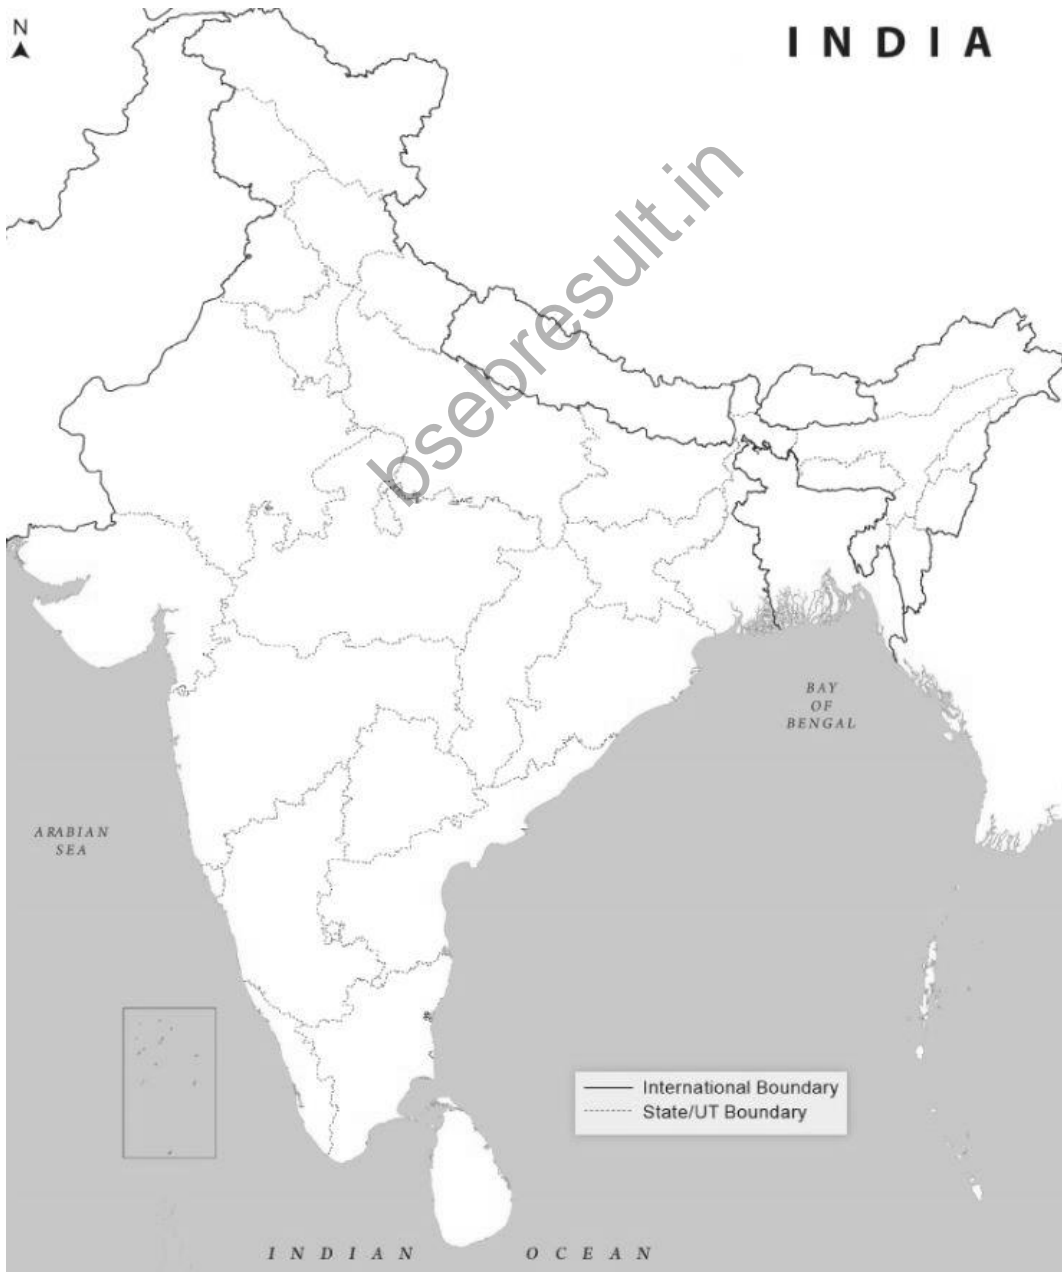 N
INDIA
bsebresult.in
BAY
OF
BENGAL
ARABIAN
SEA
International Boundary
State/UT Boundary
INDIAN OCEAN